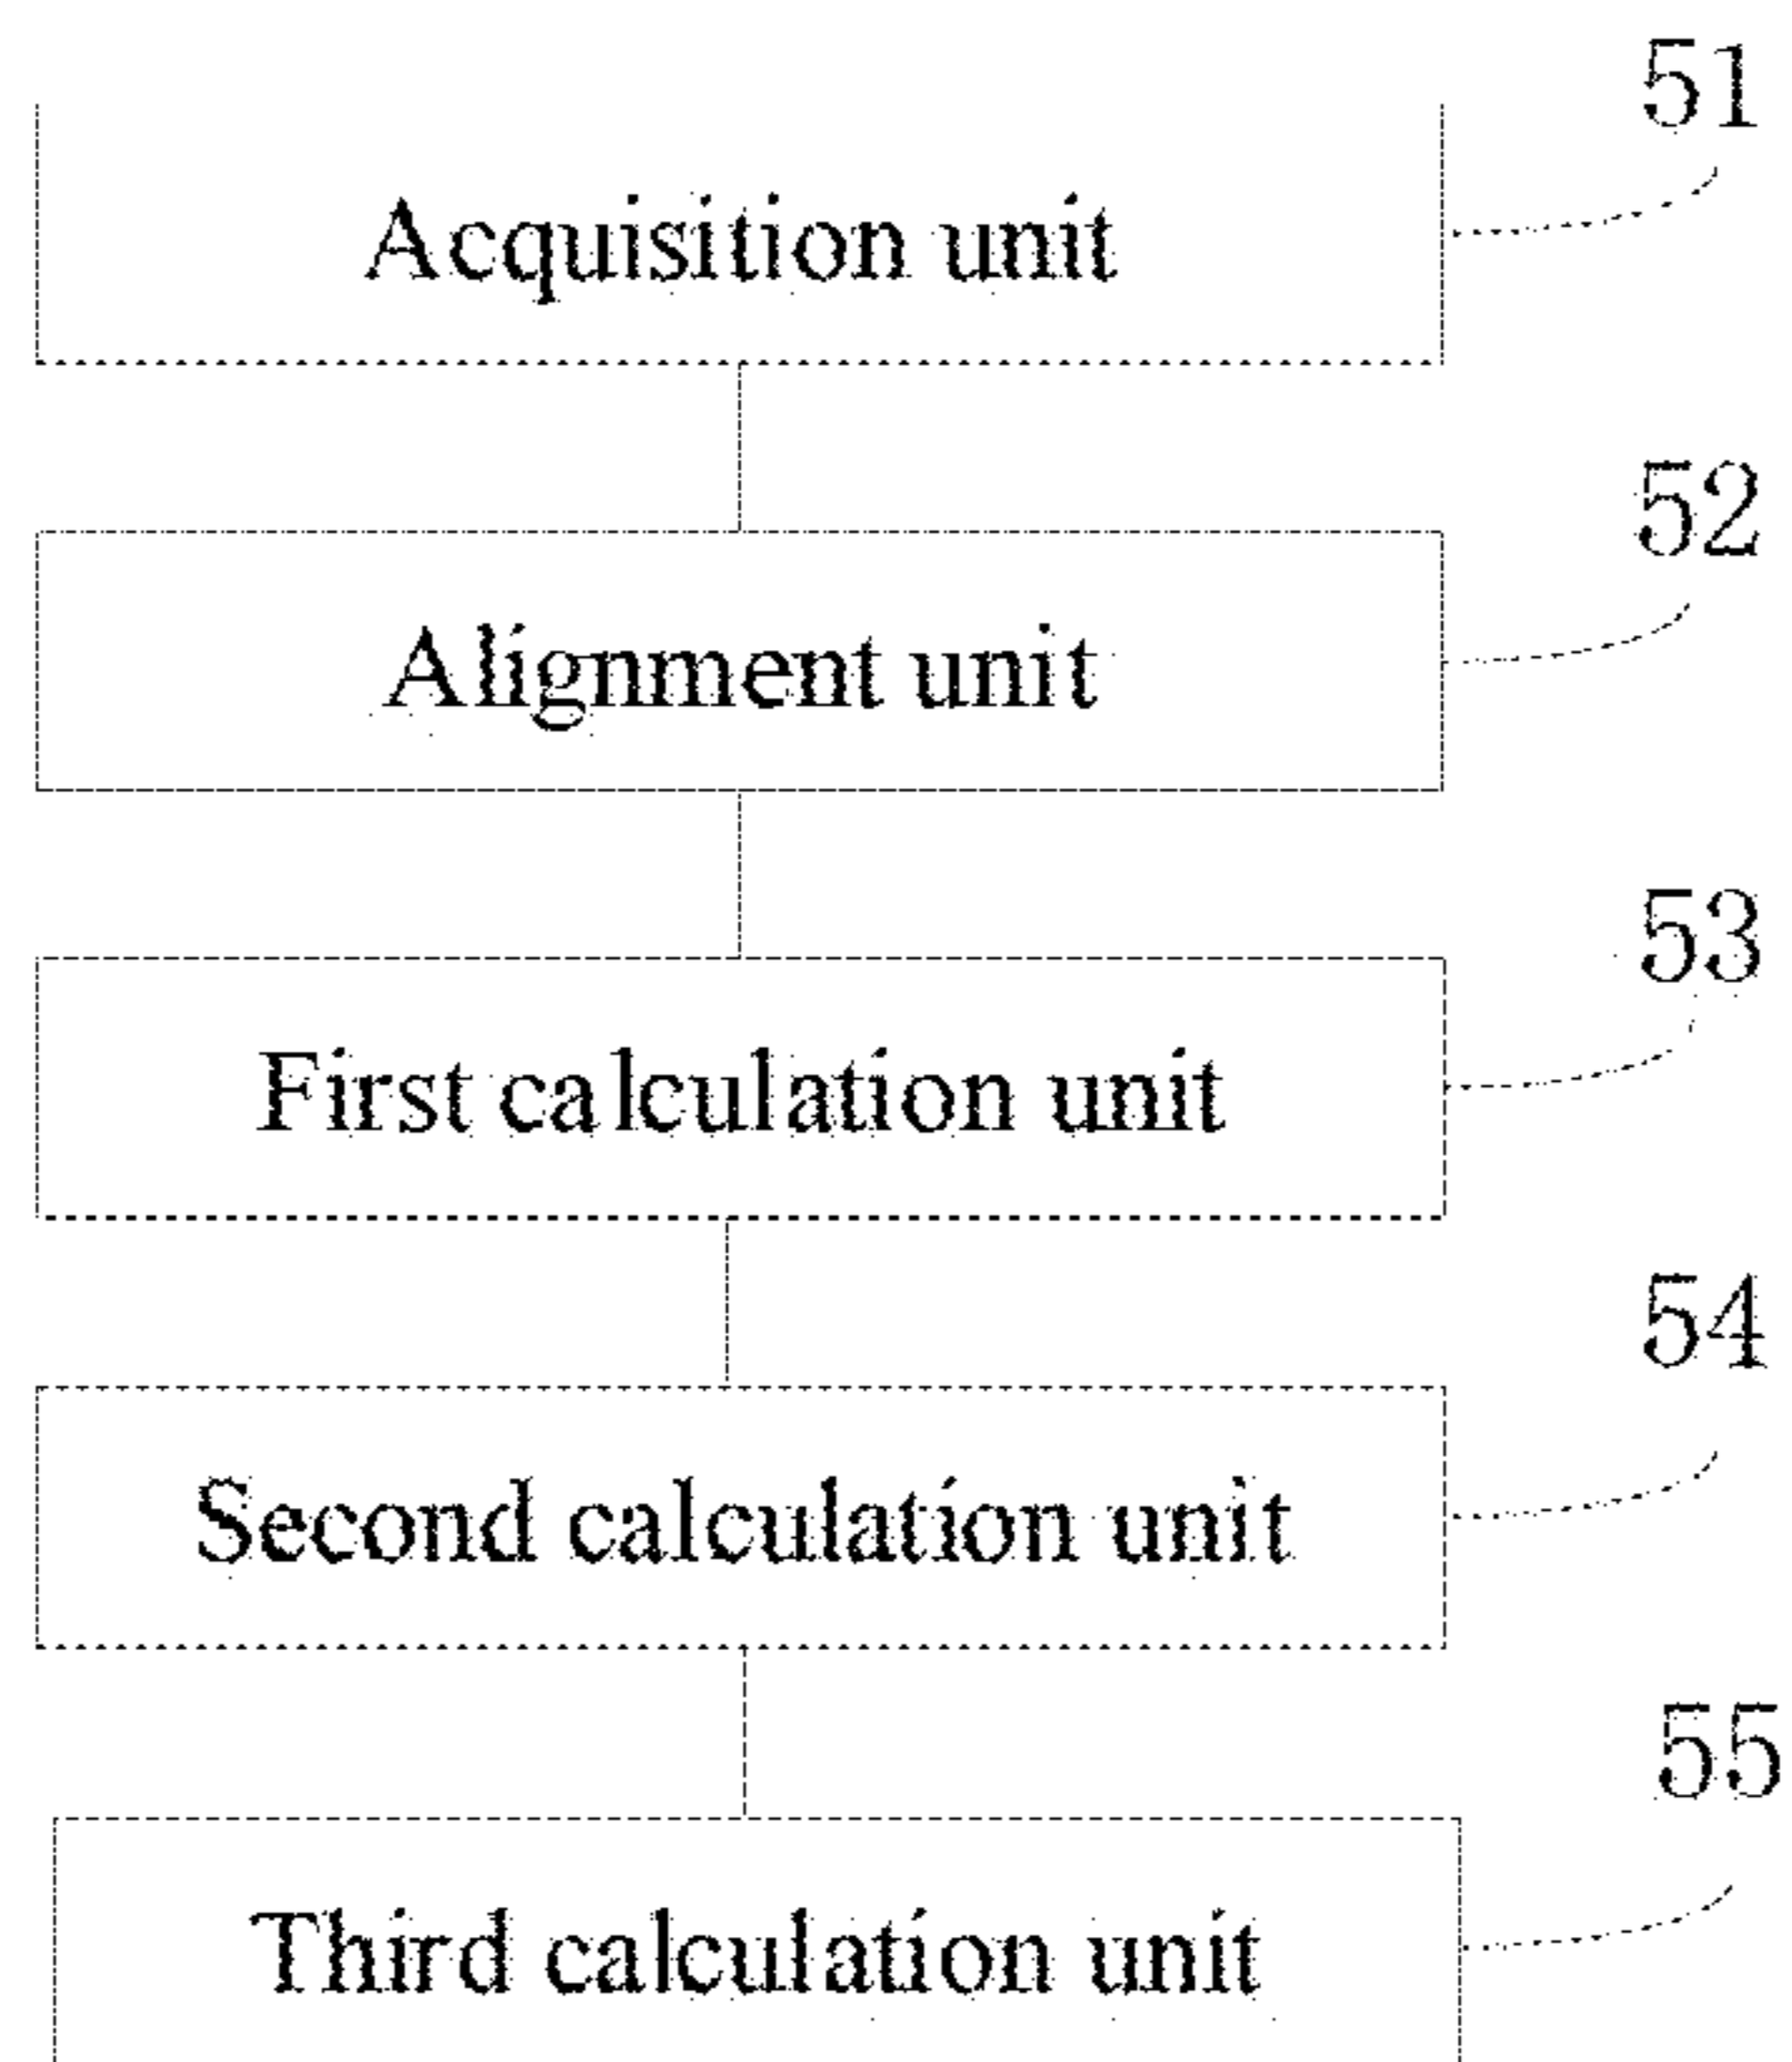 51
Acquisition unit
52
Alignment unit
53
First calculation unit
54
Second calculation unit
55
Third calculation unit